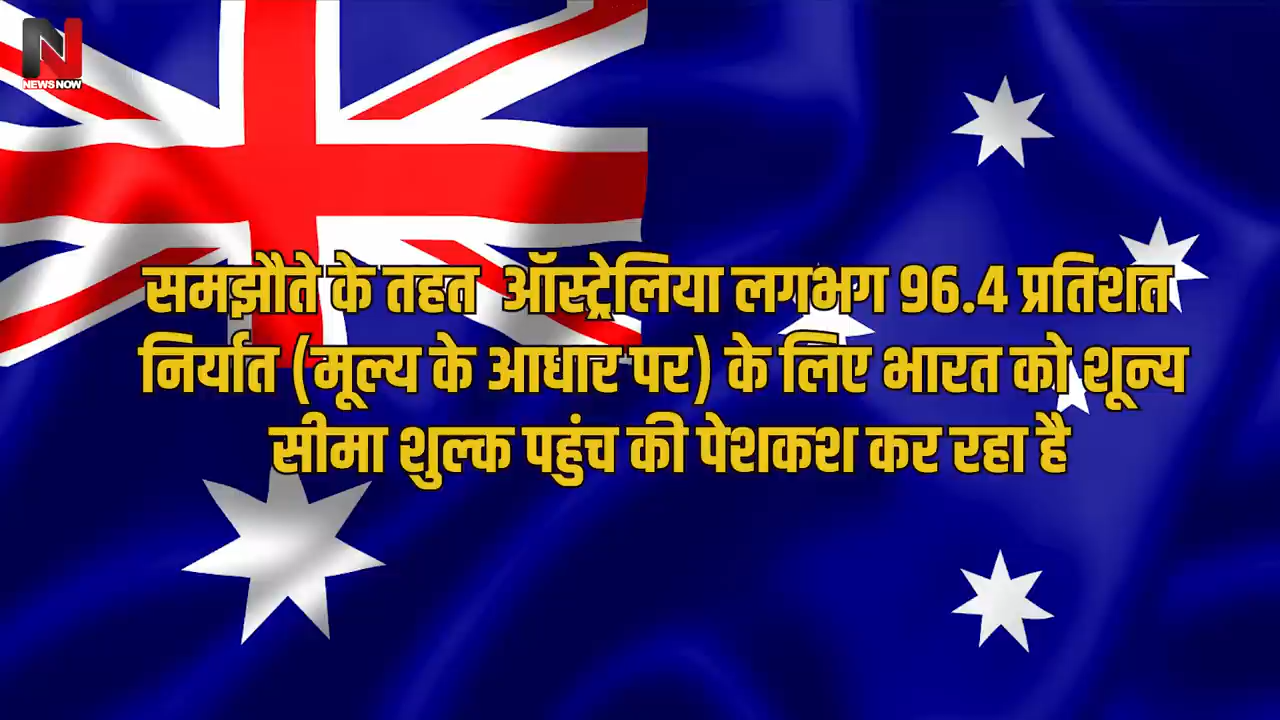 NEWS NOW
समझौते के तहत ऑस्ट्रेलिया लगभग 96.4 प्रतिशत
निर्यात (मूल्य के आधार पर) के लिए भारत को शून्य
सीमा शुल्क पहुंच की पेशकश कर रहा है